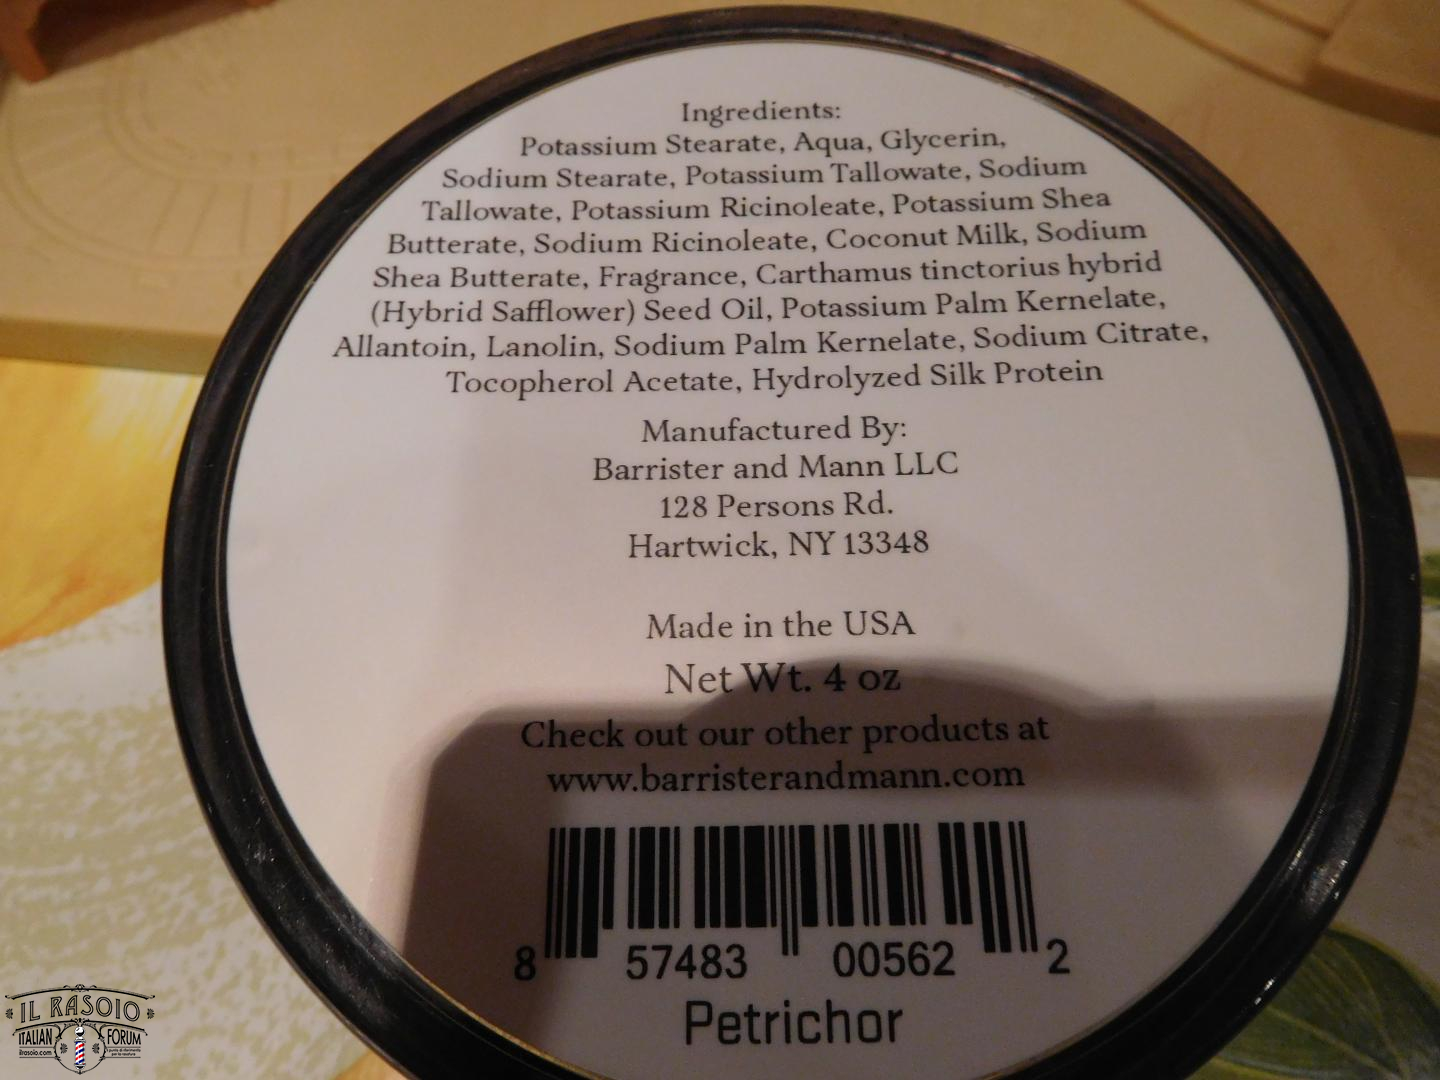 Ingredients:
Potassium Stearate, Aqua, Glycerin,
Sodium Stearate, Potassium Tallowate, Sodium
Tallowate, Potassium Ricinoleate, Potassium Shea
Butterate, Sodium Ricinoleate, Coconut Milk, Sodium
Shea Butterate, Fragrance, Carthamus tinctorius hybrid
(Hybrid Safflower) Seed Oil, Potassium Palm Kernelate,
Allantoin, Lanolin, Sodium Palm Kernelate, Sodium Citrate,
Tocopherol Acetate, Hydrolyzed Silk Protein
Manufactured By:
Barrister and Mann LLC
128 Persons Rd.
Hartwick, NY 13348
Made in the USA
Net Wt. 4 oz
Check out our other products at
www.barristerandmann.com
8 57483 00562 2
Petrichor
IL RASOIO
ITALIAN FORUM
ilrasoio.com